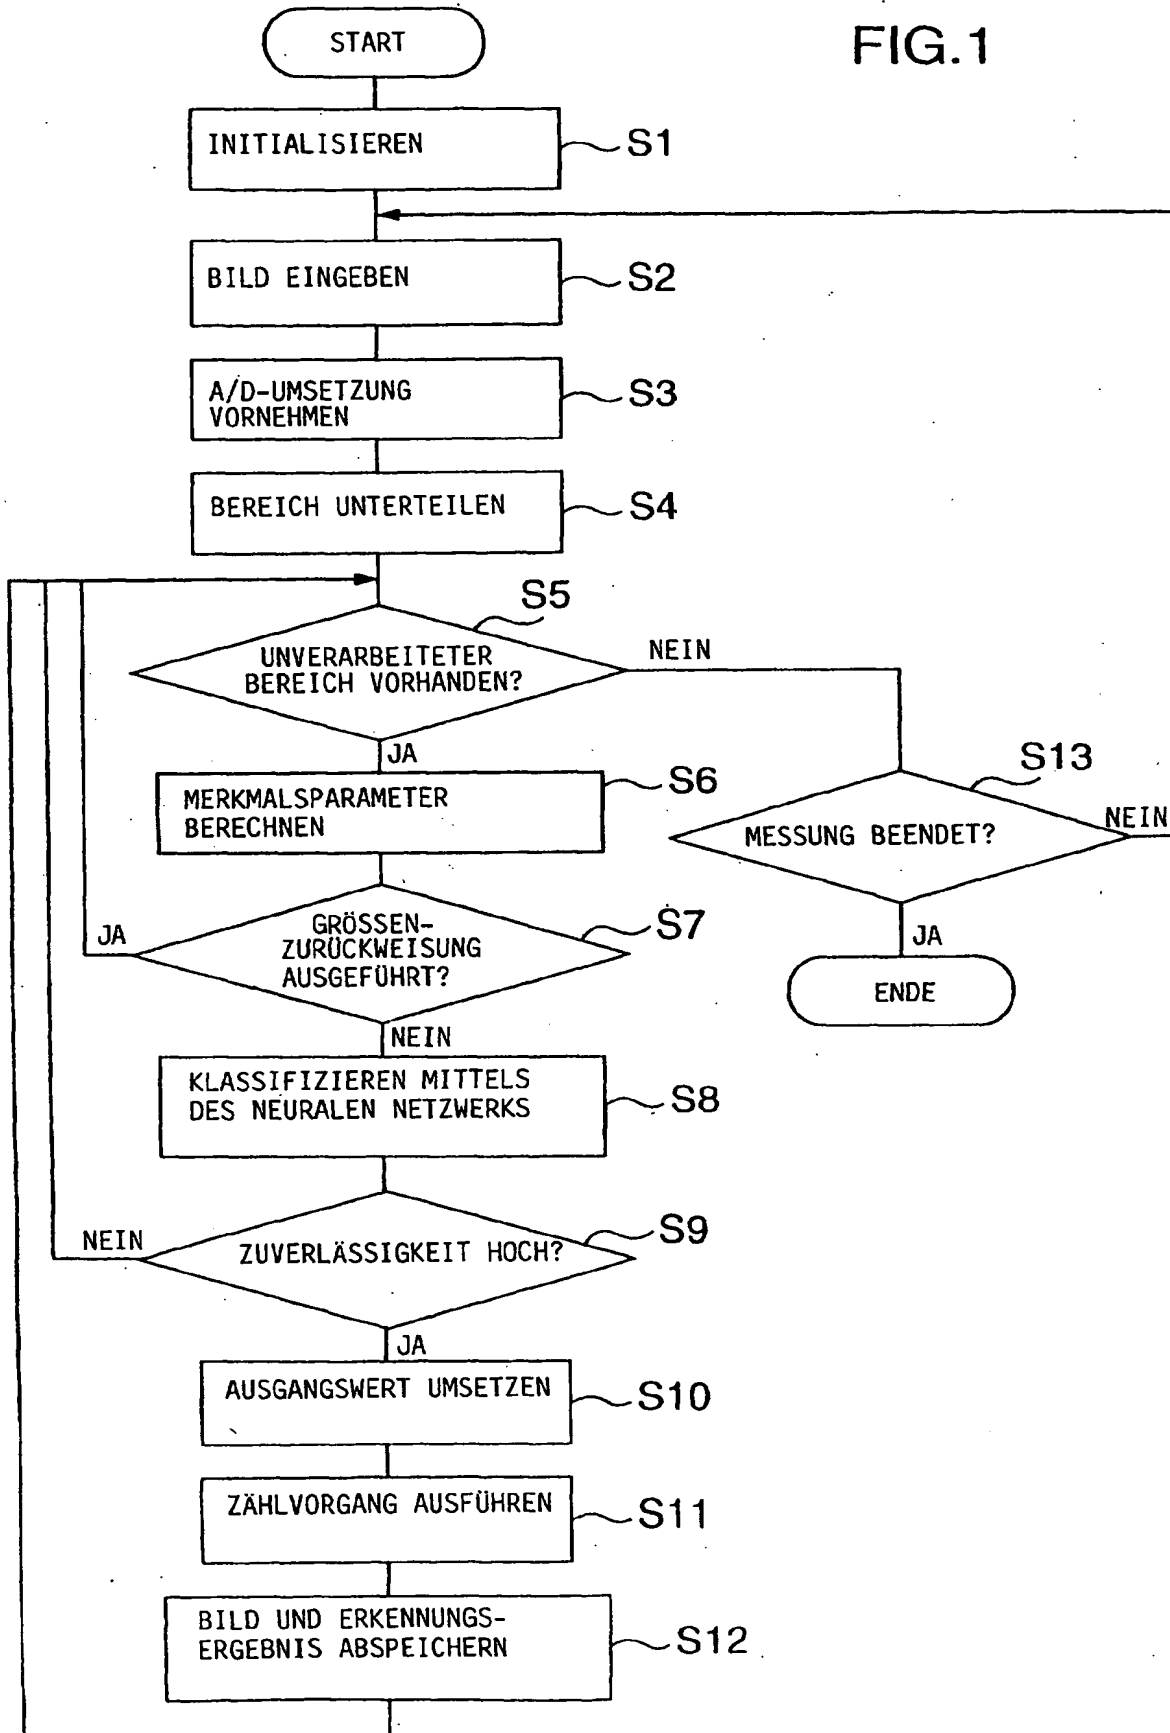 START
FIG.1
INITIALISIEREN
S1
BILD EINGEBEN
S2
A/D-UMSETZUNG
VORNEHMEN
S3
BEREICH UNTERTEILEN
S4
S5
UNVERARBEITETER
BEREICH VORHANDEN?
NEIN
JA
S6
MERKMALSPARAMETER
BERECHNEN
S13
MESSUNG BEENDET?
NEIN
JA
ENDE
S7
GRÖSSEN-
ZURÜCKWEISUNG
AUSGEFÜHRT?
JA
NEIN
KLASSIFIZIEREN MITTELS
DES NEURALEN NETZWERKS
S8
S9
ZUVERLÄSSIGKEIT HOCH?
NEIN
JA
AUSGANGSWERT UMSETZEN
S10
ZÄHLVORGANG AUSFÜHREN
S11
BILD UND ERKENNUNGS-
ERGEBNIS ABSPEICHERN
S12